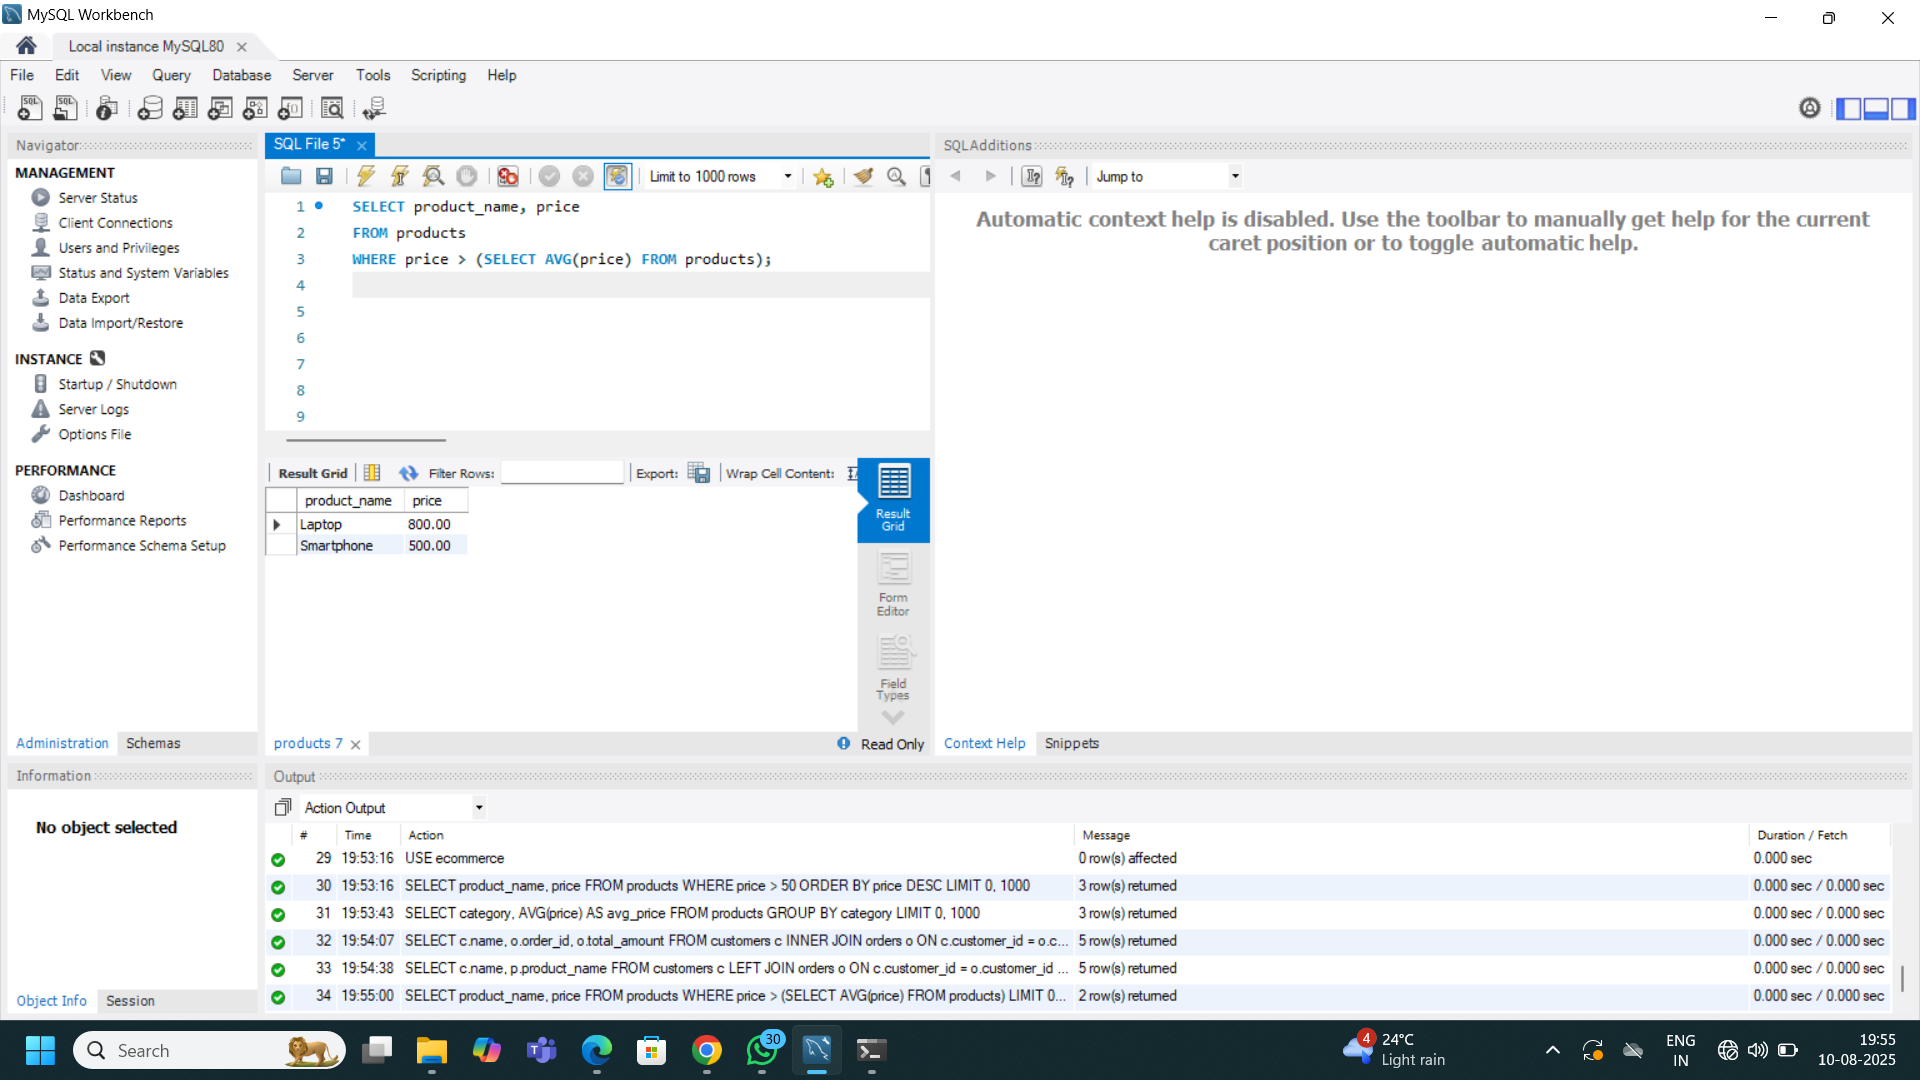 MySQL Workbench
Local instance MySQL80
File Edit View Query Database Server Tools Scripting Help
Navigator
MANAGEMENT
Server Status
Client Connections
Users and Privileges
Status and System Variables
Data Export
Data Import/Restore
INSTANCE
Startup / Shutdown
Server Logs
Options File
PERFORMANCE
Dashboard
Performance Reports
Performance Schema Setup
Administration Schemas
Information
No object selected
Object Info Session
SQL File 5*
Limit to 1000 rows
1 SELECT product_name, price
2 FROM products
3 WHERE price > (SELECT AVG(price) FROM products);
4
5
6
7
8
9
Result Grid Filter Rows: Export: Wrap Cell Content:
product_name price
Laptop 800.00
Smartphone 500.00
Result
Grid
Form
Editor
Field
Types
products 7 Read Only
SQLAdditions
Jump to
Automatic context help is disabled. Use the toolbar to manually get help for the current
caret position or to toggle automatic help.
Context Help Snippets
Output
Action Output
# Time Action Message Duration / Fetch
29 19:53:16 USE ecommerce 0 row(s) affected 0.000 sec
30 19:53:16 SELECT product_name, price FROM products WHERE price > 50 ORDER BY price DESC LIMIT 0, 1000 3 row(s) returned 0.000 sec / 0.000 sec
31 19:53:43 SELECT category, AVG(price) AS avg_price FROM products GROUP BY category LIMIT 0, 1000 3 row(s) returned 0.000 sec / 0.000 sec
32 19:54:07 SELECT c.name, o.order_id, o.total_amount FROM customers c INNER JOIN orders o ON c.customer_id = o.c... 5 row(s) returned 0.000 sec / 0.000 sec
33 19:54:38 SELECT c.name, p.product_name FROM customers c LEFT JOIN orders o ON c.customer_id = o.customer_id ... 5 row(s) returned 0.000 sec / 0.000 sec
34 19:55:00 SELECT product_name, price FROM products WHERE price > (SELECT AVG(price) FROM products) LIMIT 0... 2 row(s) returned 0.000 sec / 0.000 sec
Search
30
4
24°C
Light rain
ENG
IN
19:55
10-08-2025